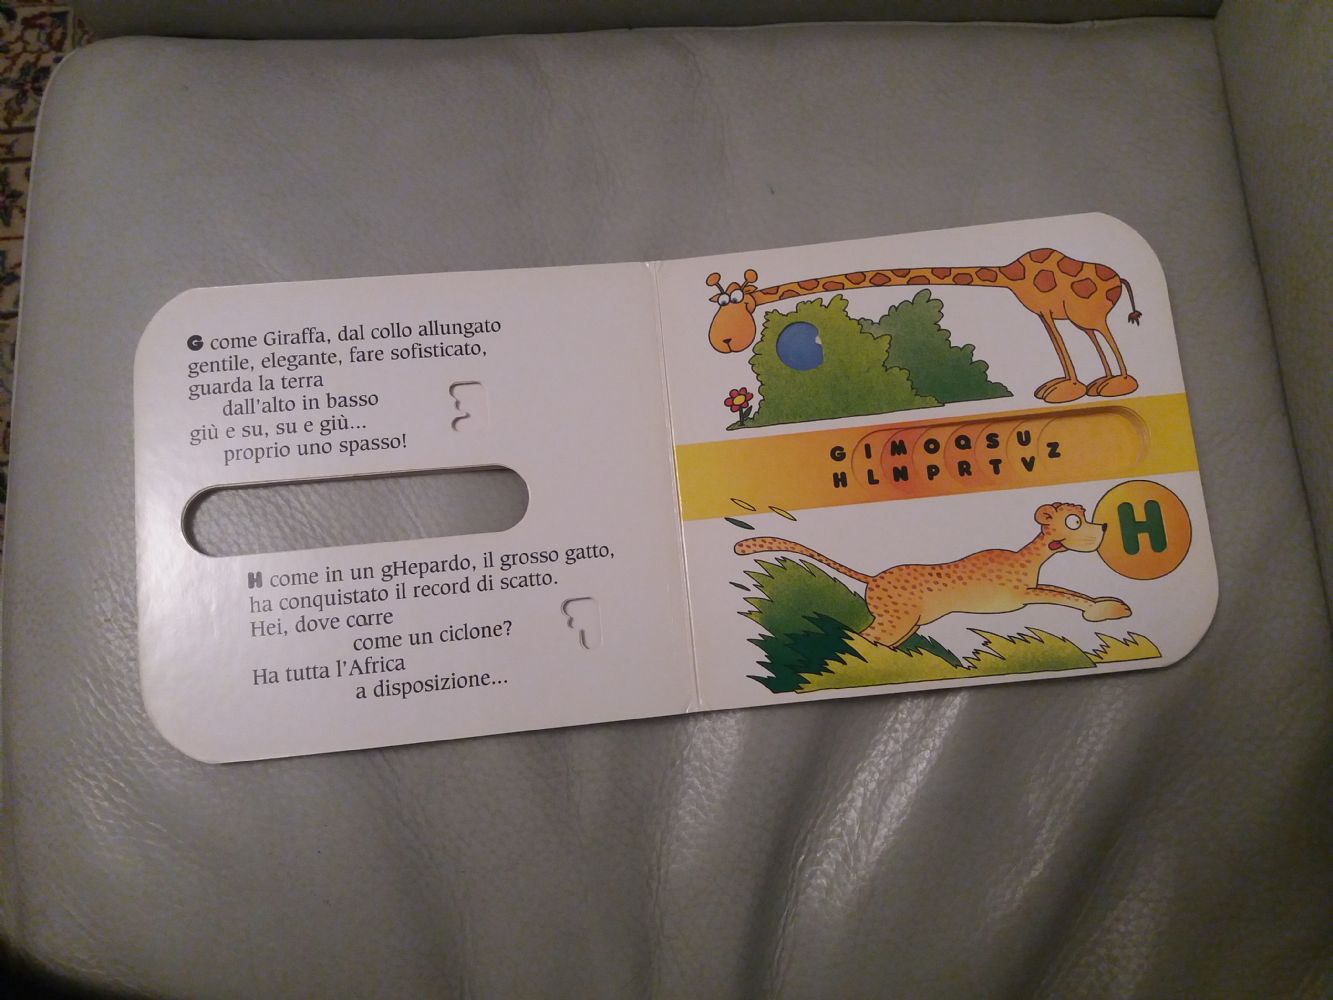 G come Giraffa, dal collo allungato
gentile, elegante, fare sofisticato,
guarda la terra
dall'alto in basso
giù e su, su e giù...
proprio uno spasso!
H come in un gHepardo, il grosso gatto,
ha conquistato il record di scatto.
Hei, dove corre
come un ciclone?
Ha tutta l'Africa
a disposizione...
G I M O Q S U
H L N P R T V Z
H